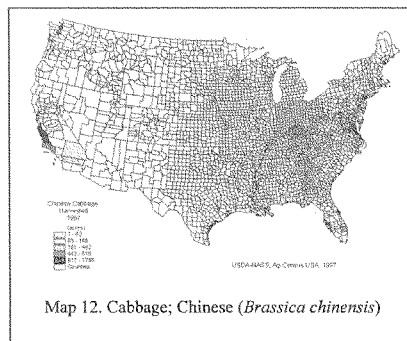 Chinese Cabbage
Harvested
1997
(acres)
Counties
USDA-NASS, Ag Census USA, 1997
Map 12. Cabbage; Chinese (Brassica chinensis)